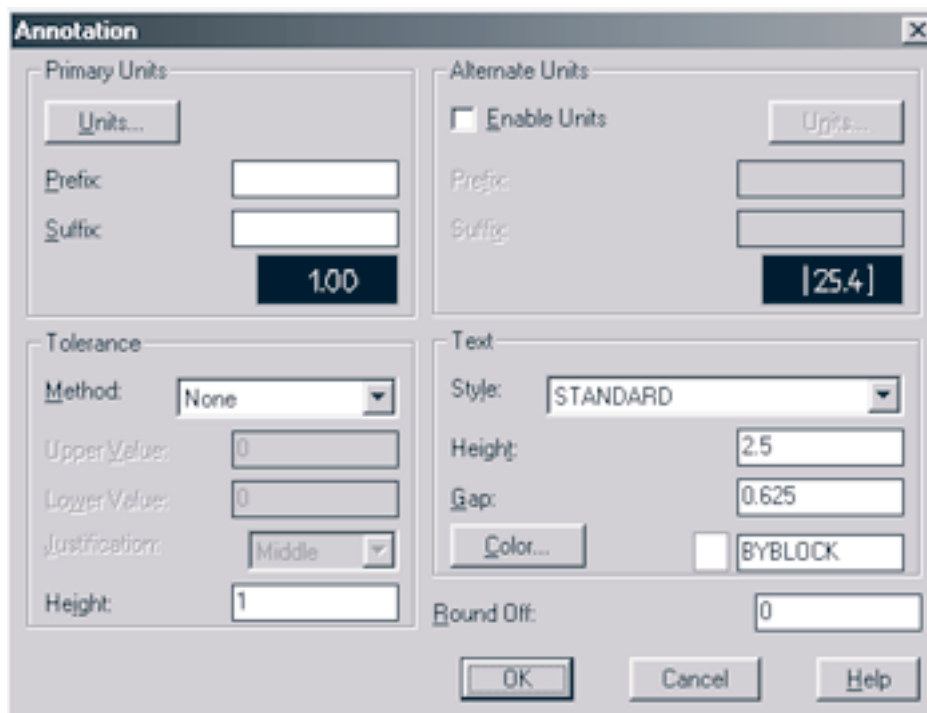 Annotation
Primary Units
Units...
Prefix:
Suffix:
1.00
Alternate Units
Enable Units
Units...
Prefix:
Suffix:
[25.4]
Tolerance
Method: None
Upper Value: 0
Lower Value: 0
Justification: Middle
Height: 1
Text
Style: STANDARD
Height: 2.5
Gap: 0.625
Color... BYBLOCK
Round Off: 0
OK Cancel Help